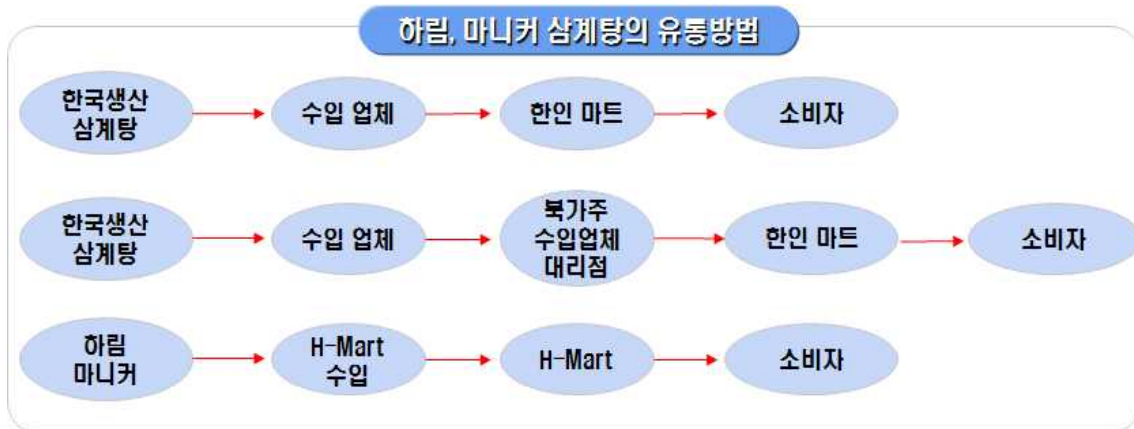 하림, 마니커 삼계탕의 유통방법
한국생산
삼계탕
수입 업체
한인 마트
소비자
한국생산
삼계탕
수입 업체
북가주
수입업체
대리점
한인 마트
소비자
하림
마니커
H-Mart
수입
H-Mart
소비자